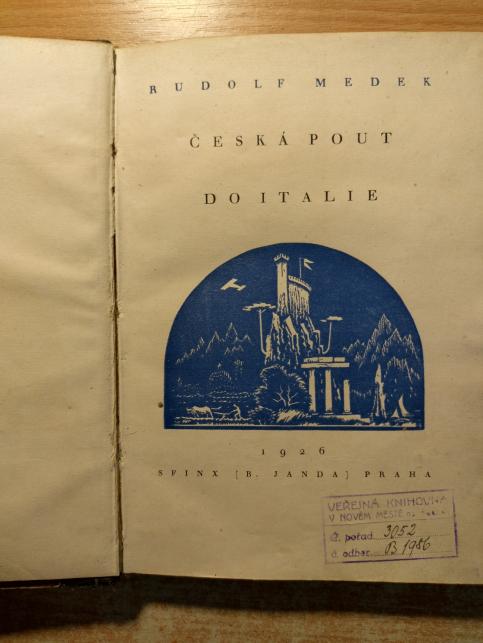 RUDOLF MEDEK
ČESKÁ POUT
DO ITALIE
1926
SFINX [B. JANDA] PRAHA
VEŘEJNÁ KNIHOVNA
V NOVÉM MĚSTĚ
Č. pořad. 3052
č. odbor. B 1986